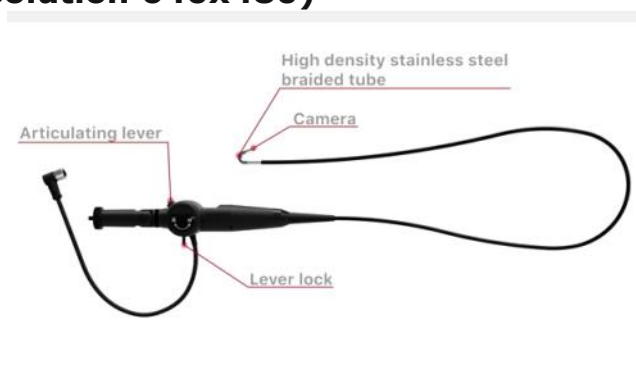 High density stainless steel
braided tube
Camera
Articulating lever
Lever lock